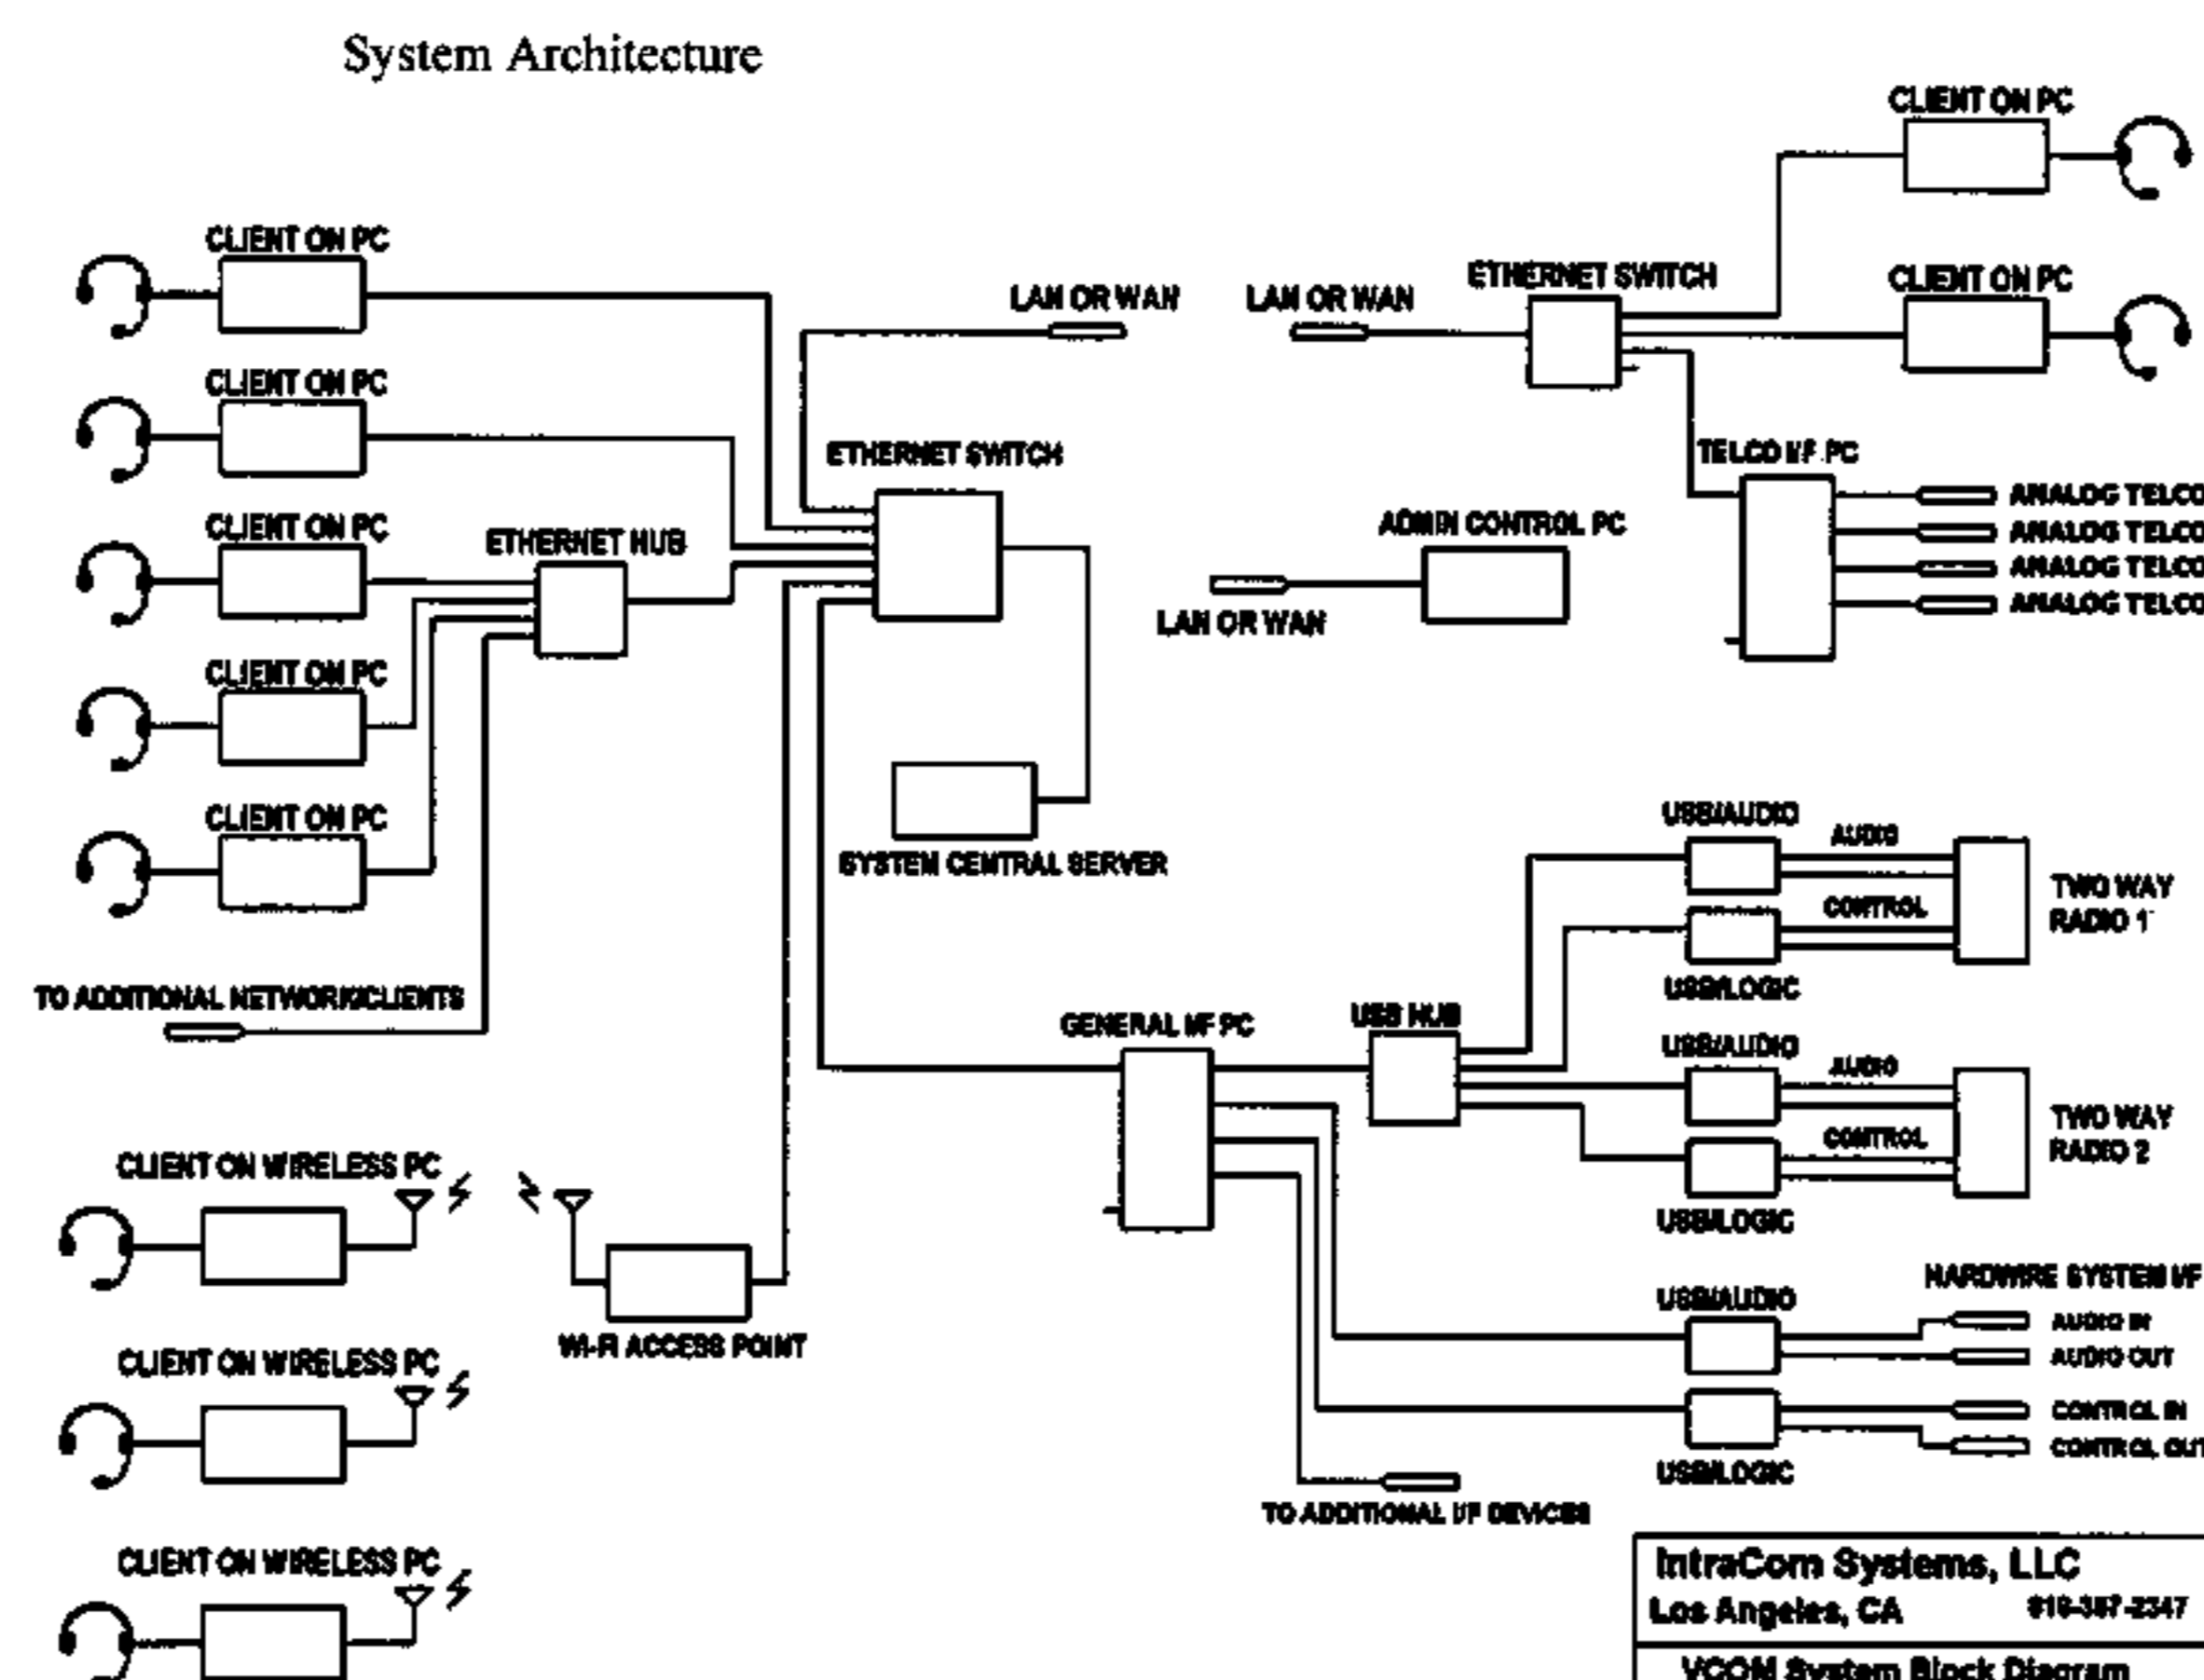 System Architecture
CLIENT ON PC
CLIENT ON PC
CLIENT ON PC
CLIENT ON PC
CLIENT ON PC
CLIENT ON PC
CLIENT ON PC
LAN OR WAN
LAN OR WAN
ETHERNET SWITCH
ETHERNET SWITCH
ETHERNET HUB
TELCO I/F PC
ANALOG TELCO
ANALOG TELCO
ANALOG TELCO
ANALOG TELCO
ADMIN CONTROL PC
LAN OR WAN
SYSTEM CENTRAL SERVER
TO ADDITIONAL NETWORK/CLIENTS
USB/AUDIO
AUDIO
CONTROL
USB/LOGIC
TWO WAY
RADIO 1
GENERAL I/F PC
USB HUB
USB/AUDIO
AUDIO
CONTROL
USB/LOGIC
TWO WAY
RADIO 2
CLIENT ON WIRELESS PC
WI-FI ACCESS POINT
CLIENT ON WIRELESS PC
CLIENT ON WIRELESS PC
HARDWIRE SYSTEM I/F
USB/AUDIO
AUDIO IN
AUDIO OUT
CONTROL IN
CONTROL OUT
USB/LOGIC
TO ADDITIONAL I/F DEVICES
IntraCom Systems, LLC
Los Angeles, CA
VCOM System Block Diagram